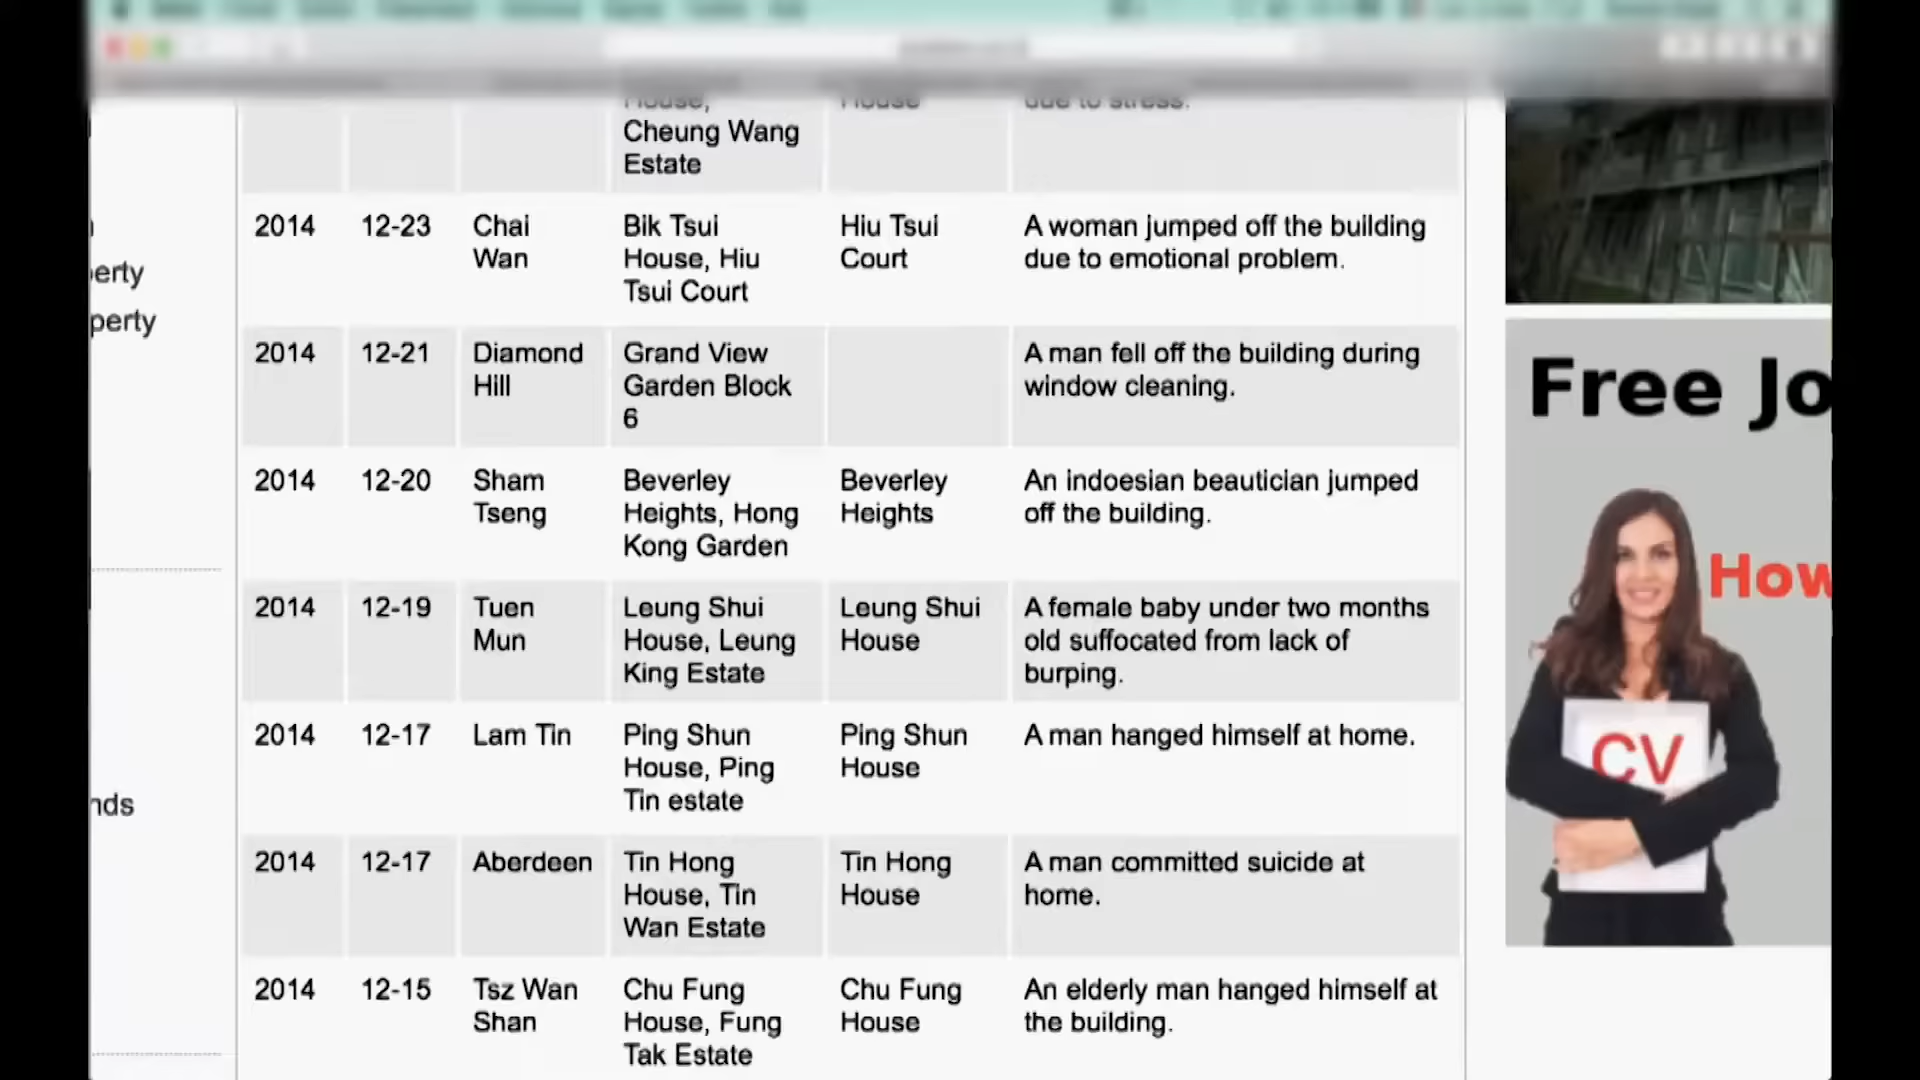 House,
House
due to stress.
Cheung Wang
Estate
2014
12-23
Chai
Wan
Bik Tsui
House, Hiu
Tsui Court
Hiu Tsui
Court
A woman jumped off the building
due to emotional problem.
2014
12-21
Diamond
Hill
Grand View
Garden Block
6
A man fell off the building during
window cleaning.
2014
12-20
Sham
Tseng
Beverley
Heights, Hong
Kong Garden
Beverley
Heights
An indoesian beautician jumped
off the building.
2014
12-19
Tuen
Mun
Leung Shui
House, Leung
King Estate
Leung Shui
House
A female baby under two months
old suffocated from lack of
burping.
2014
12-17
Lam Tin
Ping Shun
House, Ping
Tin estate
Ping Shun
House
A man hanged himself at home.
2014
12-17
Aberdeen
Tin Hong
House, Tin
Wan Estate
Tin Hong
House
A man committed suicide at
home.
2014
12-15
Tsz Wan
Shan
Chu Fung
House, Fung
Tak Estate
Chu Fung
House
An elderly man hanged himself at
the building.
erty
perty
nds
Free Jo
How
CV